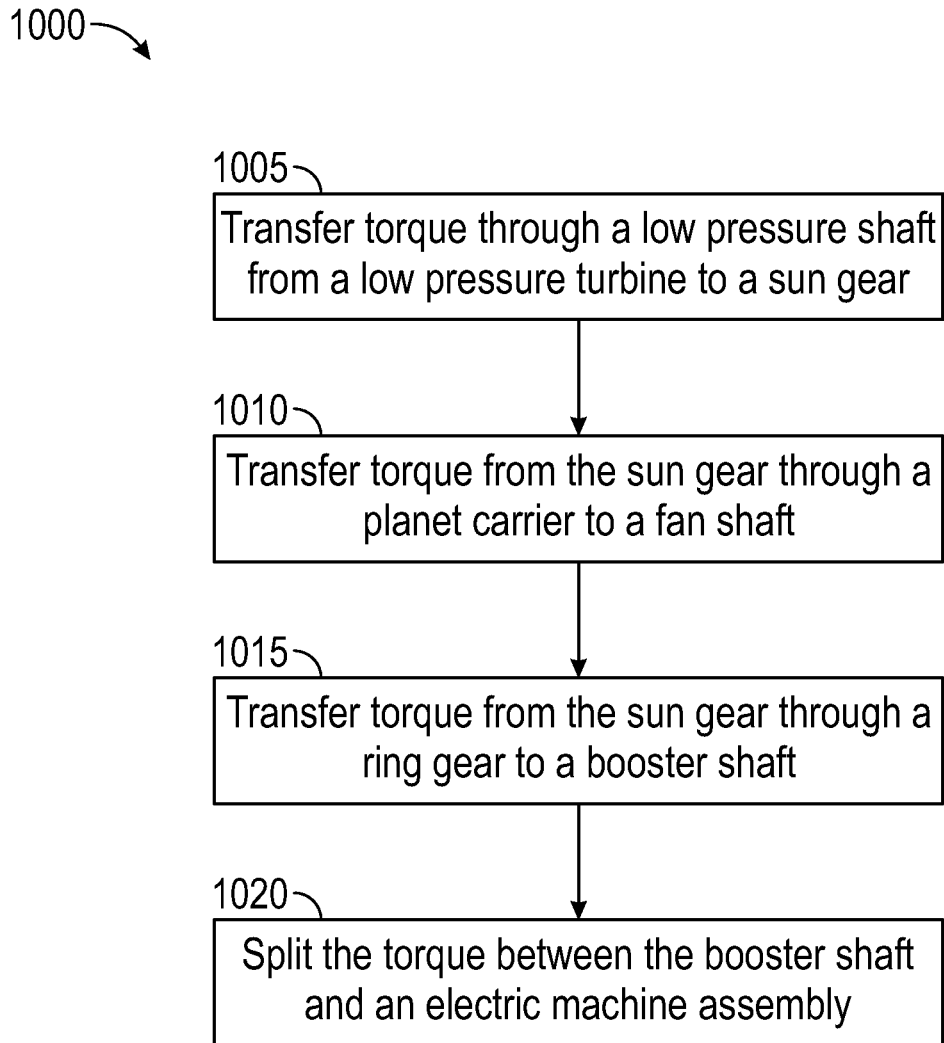 1000
1005
Transfer torque through a low pressure shaft
from a low pressure turbine to a sun gear
1010
Transfer torque from the sun gear through a
planet carrier to a fan shaft
1015
Transfer torque from the sun gear through a
ring gear to a booster shaft
1020
Split the torque between the booster shaft
and an electric machine assembly